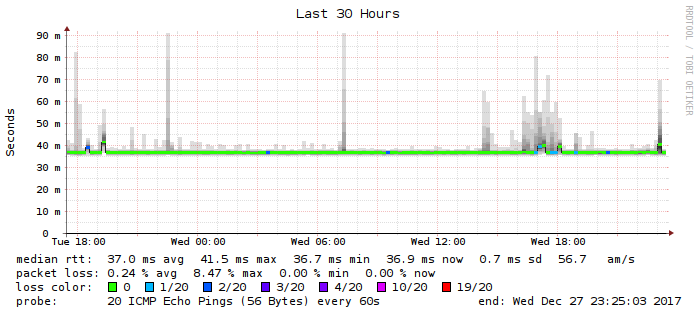 Last 30 Hours
RRDTOOL / TOBI OETIKER
Seconds
90 m
80 m
70 m
60 m
50 m
40 m
30 m
20 m
10 m
0
Tue 18:00 Wed 00:00 Wed 06:00 Wed 12:00 Wed 18:00
median rtt: 37.0 ms avg 41.5 ms max 36.7 ms min 36.9 ms now 0.7 ms sd 56.7 am/s
packet loss: 0.24 % avg 8.47 % max 0.00 % min 0.00 % now
loss color: 0 1/20 2/20 3/20 4/20 10/20 19/20
probe: 20 ICMP Echo Pings (56 Bytes) every 60s end: Wed Dec 27 23:25:03 2017